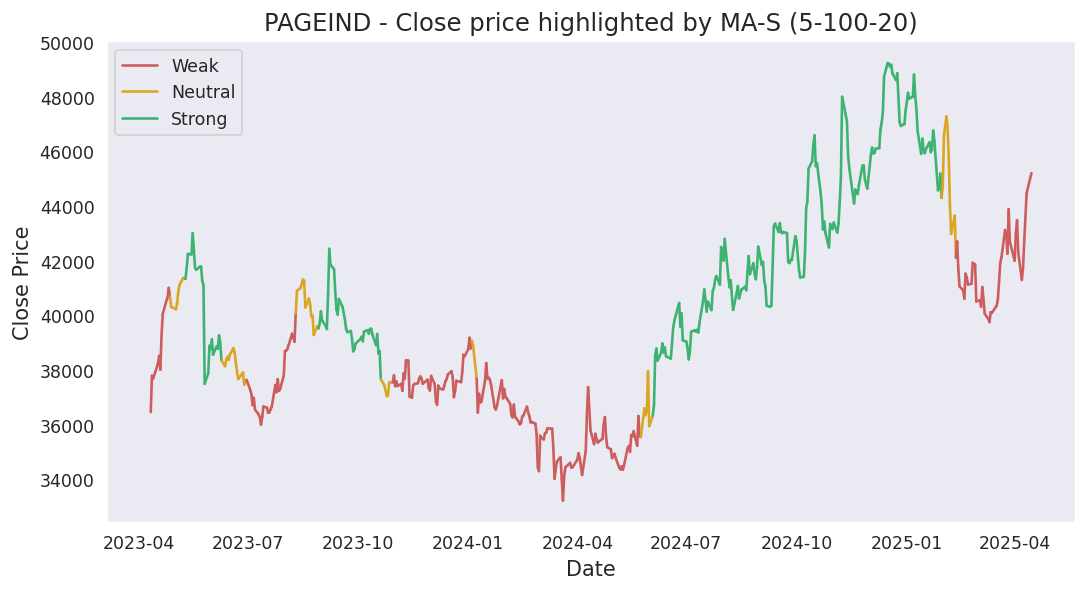 PAGEIND - Close price highlighted by MA-S (5-100-20)
Weak
Neutral
Strong
Close Price
50000
48000
46000
44000
42000
40000
38000
36000
34000
2023-04 2023-07 2023-10 2024-01 2024-04 2024-07 2024-10 2025-01 2025-04
Date